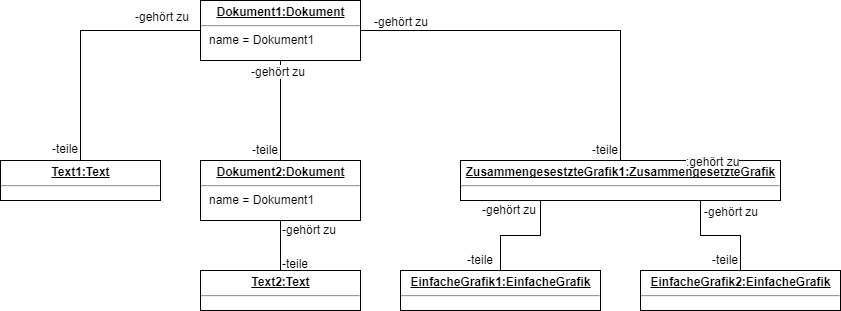 Dokument1:Dokument
name = Dokument1
-gehört zu
-gehört zu
-gehört zu
-teile
-teile
-teile
Text1:Text
Dokument2:Dokument
name = Dokument1
:gehört zu
ZusammengesestzteGrafik1:ZusammengesetzteGrafik
-gehört zu
-gehört zu
-gehört zu
-teile
-teile
-teile
Text2:Text
EinfacheGrafik1:EinfacheGrafik
EinfacheGrafik2:EinfacheGrafik